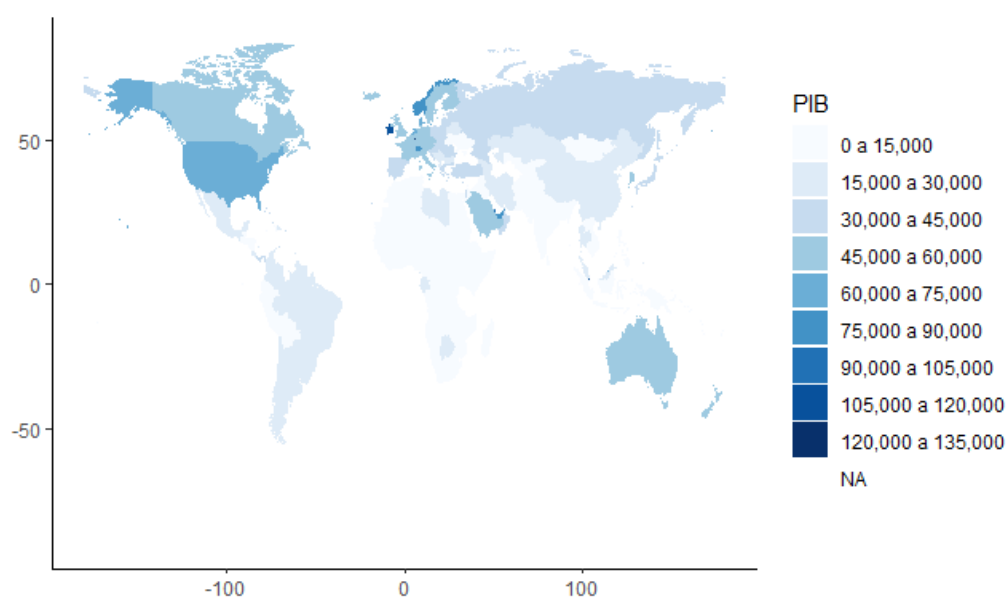 PIB
0 a 15,000
15,000 a 30,000
30,000 a 45,000
45,000 a 60,000
60,000 a 75,000
75,000 a 90,000
90,000 a 105,000
105,000 a 120,000
120,000 a 135,000
NA
50
0
-50
-100
0
100